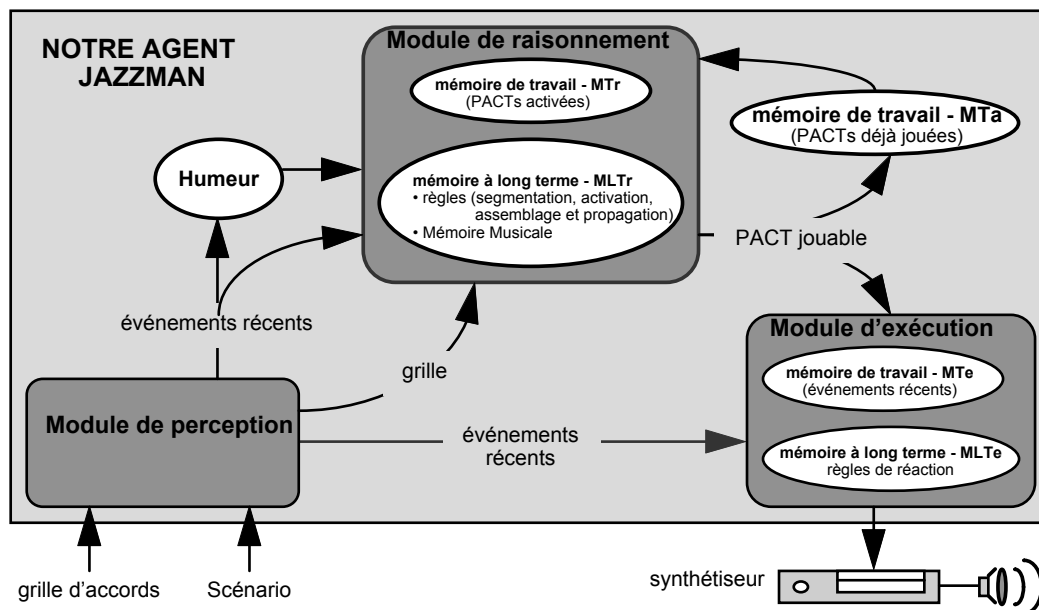 NOTRE AGENT
JAZZMAN
Module de raisonnement
mémoire de travail - MTr
(PACTs activées)
mémoire de travail - MTa
(PACTs déjà jouées)
Humeur
mémoire à long terme - MLTr
• règles (segmentation, activation,
assemblage et propagation)
• Mémoire Musicale
PACT jouable
événements récents
grille
Module d'exécution
mémoire de travail - MTe
(événements récents)
Module de perception
événements
récents
mémoire à long terme - MLTe
règles de réaction
grille d'accords
Scénario
synthétiseur